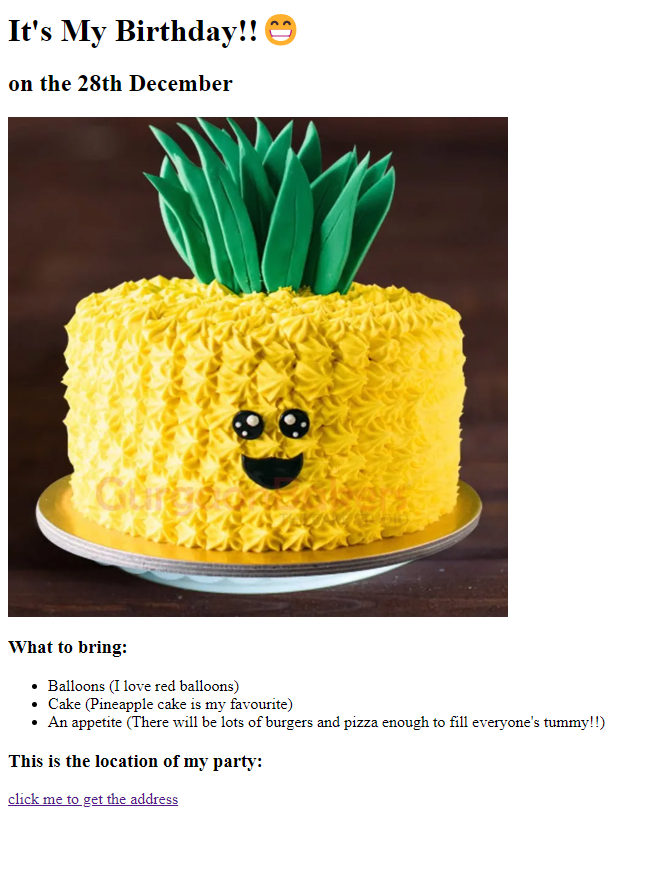 It's My Birthday!! 😁
on the 28th December
Gurgaon Bakers
What to bring:
Balloons (I love red balloons)
Cake (Pineapple cake is my favourite)
An appetite (There will be lots of burgers and pizza enough to fill everyone's tummy!!)
This is the location of my party:
click me to get the address